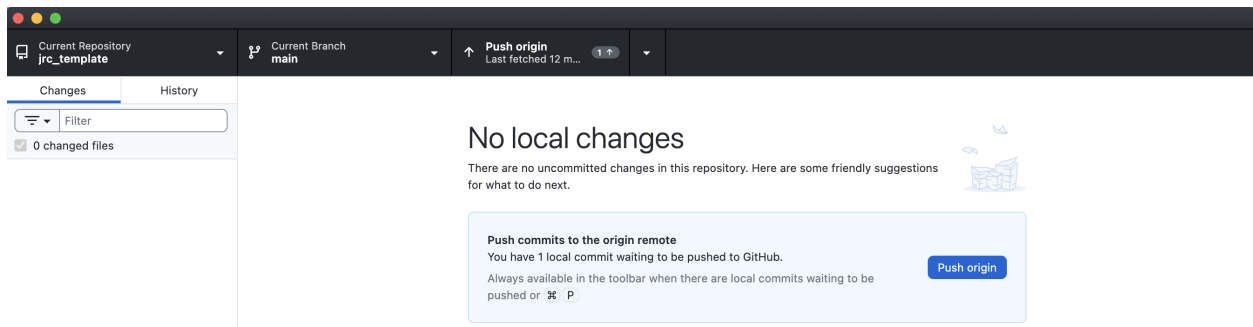 Current Repository
jrc_template
Current Branch
main
Push origin
Last fetched 12 m...
1 ↑
Changes
History
Filter
0 changed files
No local changes
There are no uncommitted changes in this repository. Here are some friendly suggestions
for what to do next.
Push commits to the origin remote
You have 1 local commit waiting to be pushed to GitHub.
Always available in the toolbar when there are local commits waiting to be
pushed or ⌘ P
Push origin